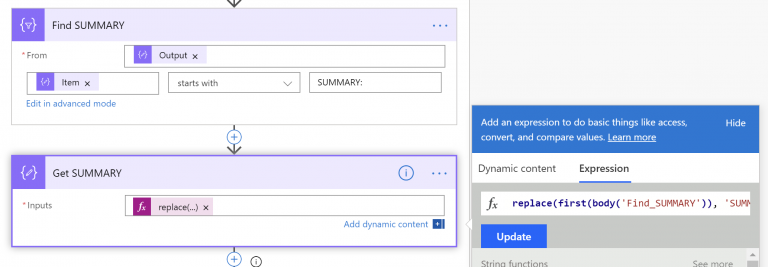 Find SUMMARY
* From
Output ×
Item ×
starts with
SUMMARY:
Edit in advanced mode
Get SUMMARY
* Inputs
fx replace(...) ×
Add dynamic content
Add an expression to do basic things like access,
convert, and compare values. Learn more
Hide
Dynamic content
Expression
fx replace(first(body('Find_SUMMARY')), 'SUMM
Update
String functions
See more